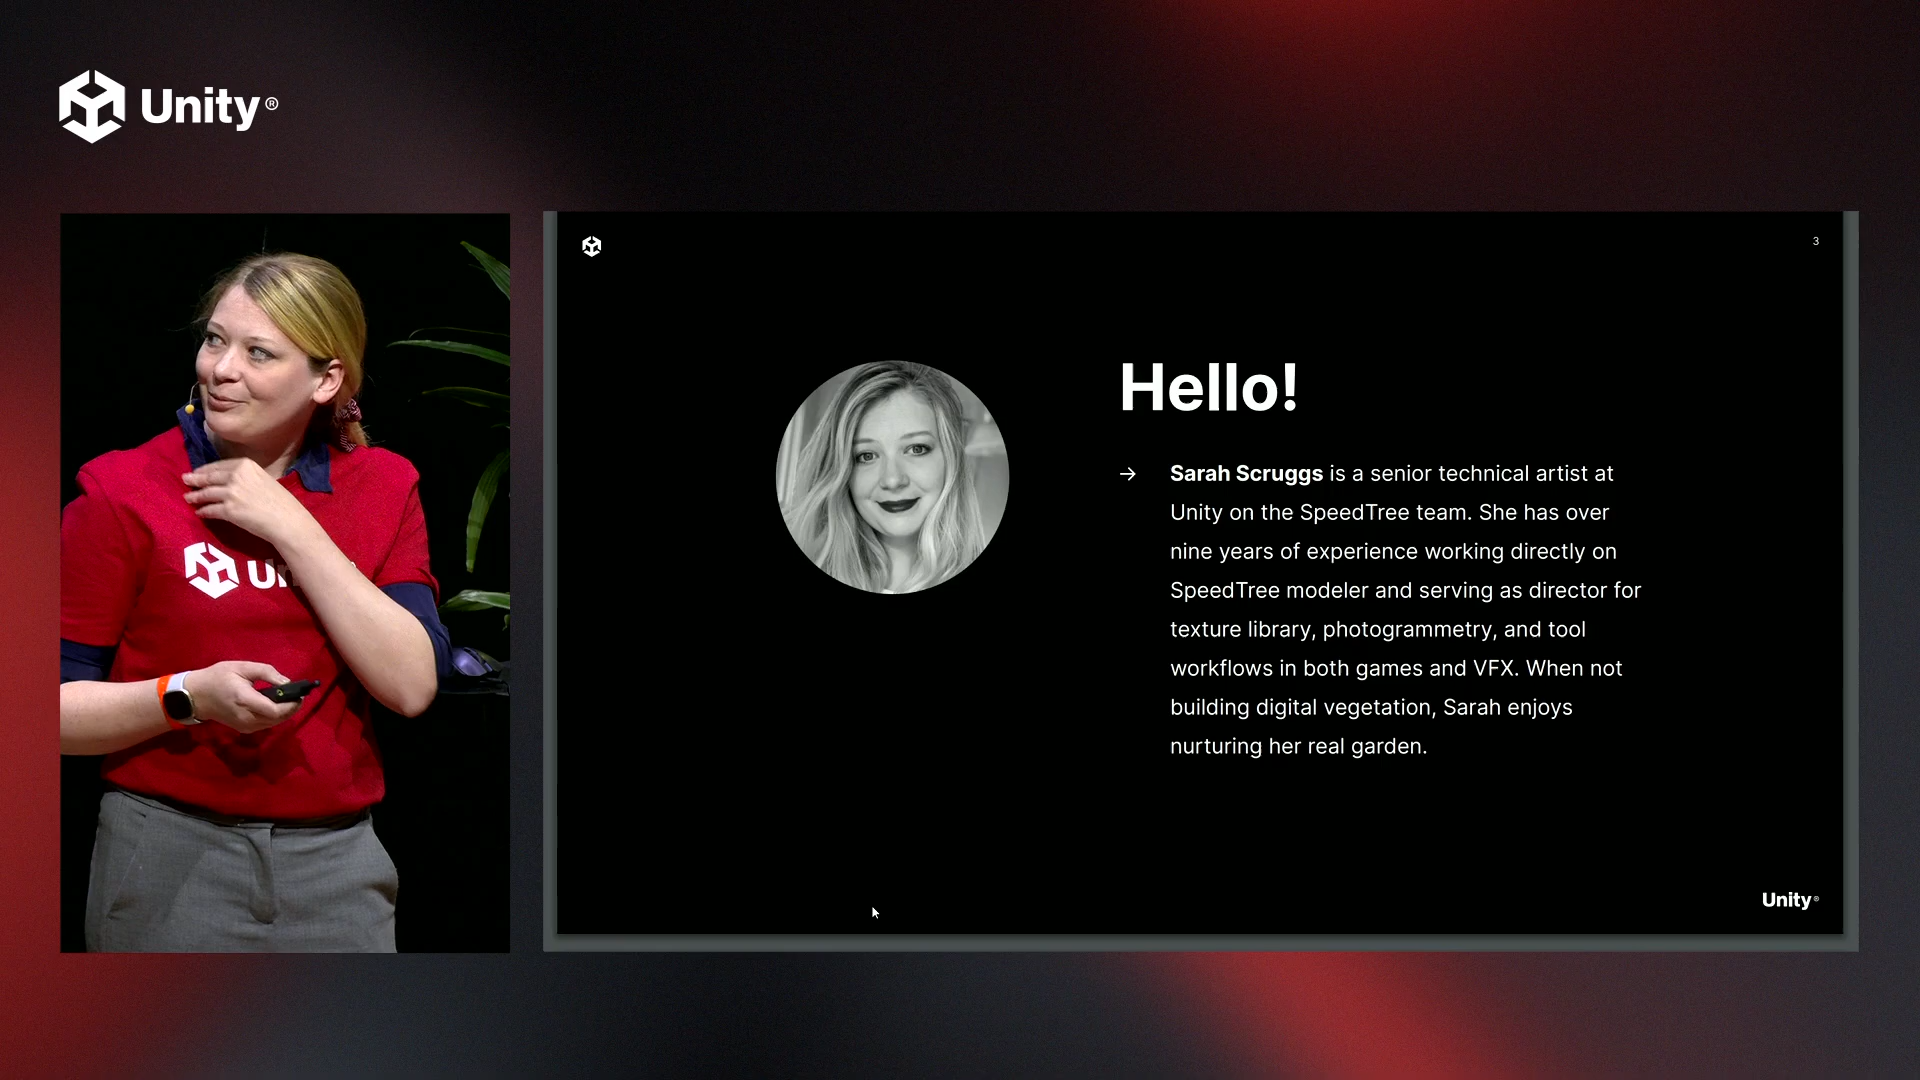 Unity®
3
Hello!
→ Sarah Scruggs is a senior technical artist at
Unity on the SpeedTree team. She has over
nine years of experience working directly on
SpeedTree modeler and serving as director for
texture library, photogrammetry, and tool
workflows in both games and VFX. When not
building digital vegetation, Sarah enjoys
nurturing her real garden.
Unity®